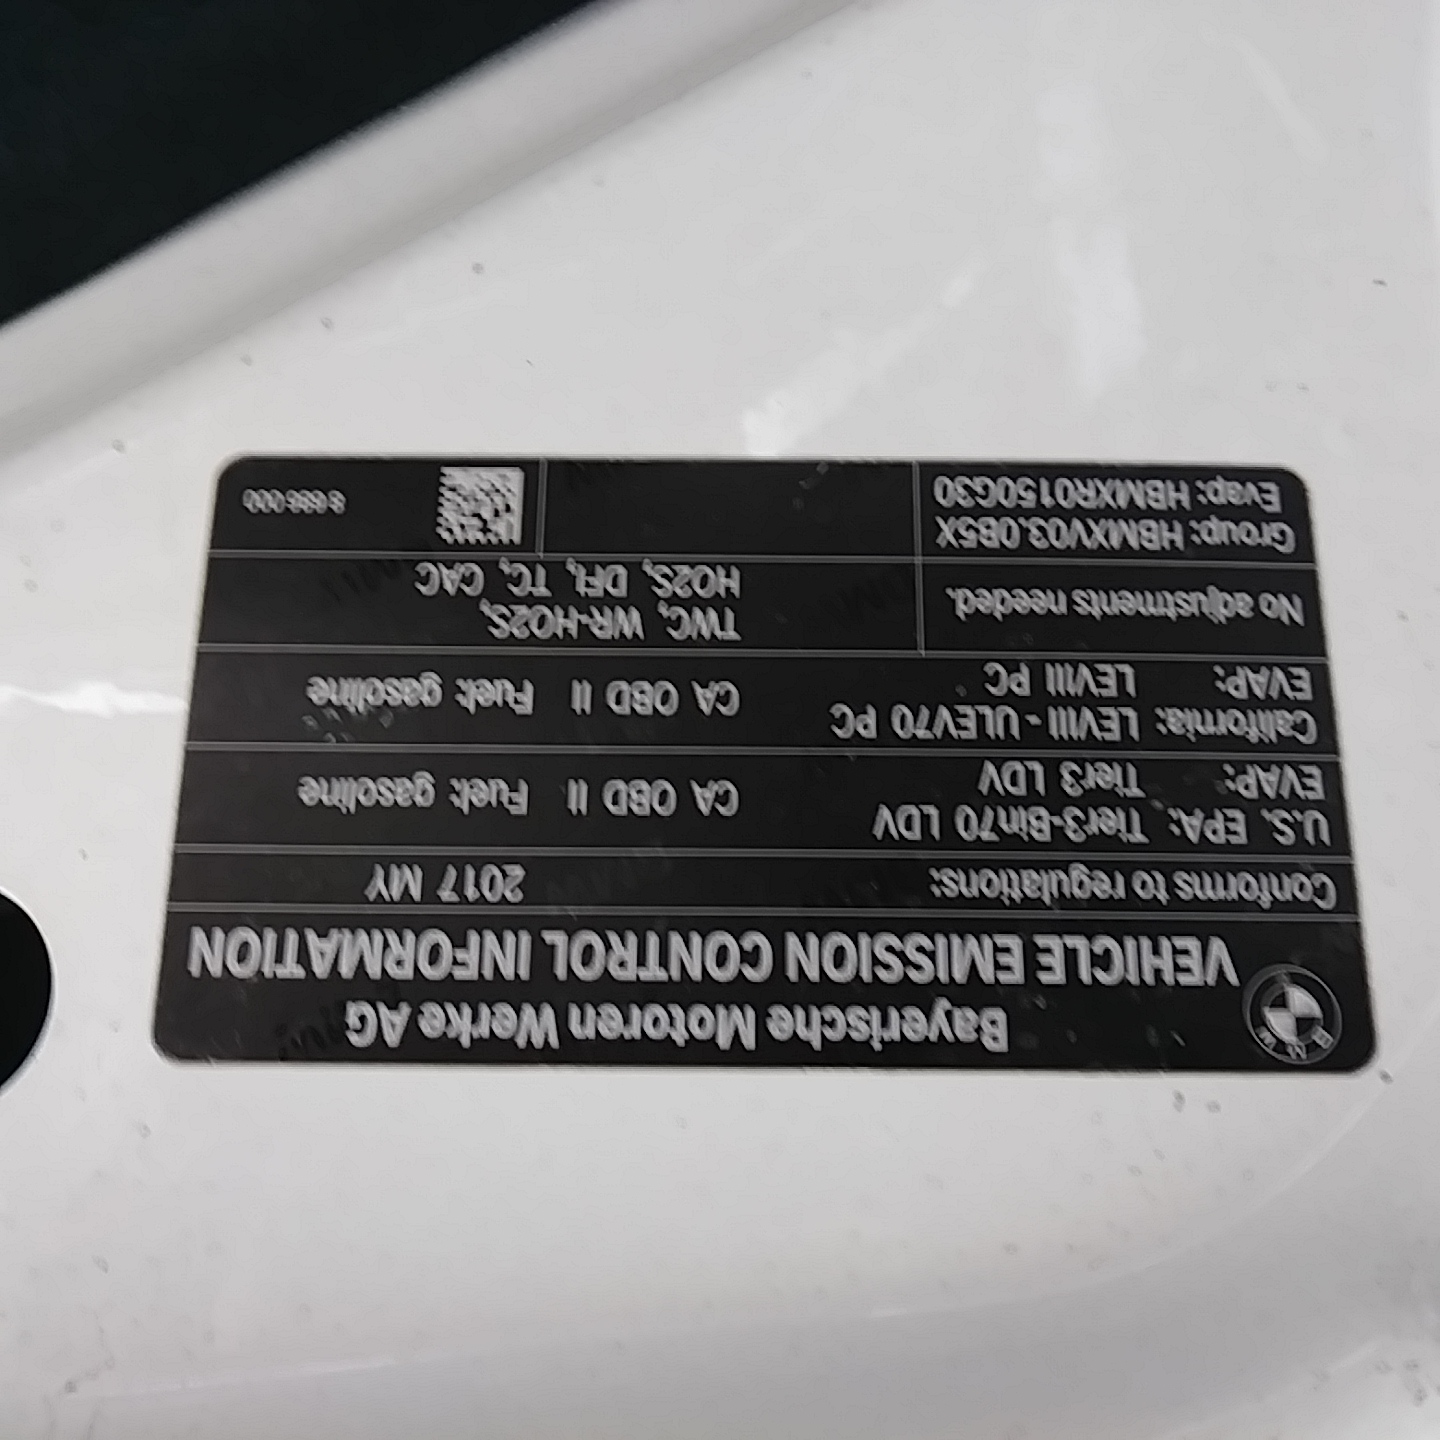 Bayerische Motoren Werke AG
VEHICLE EMISSION CONTROL INFORMATION
Conforms to regulations: 2017 MY
U.S. EPA: Tier3-Bin70 LDV CA OBD II Fuel: gasoline
EVAP: Tier3 LDV
California: LEVIII - ULEV70 PC CA OBD II Fuel: gasoline
EVAP: LEVIII PC
No adjustments needed. TWC, WR-HO2S,
HO2S, DFI, TC, CAC
Group: HBMXV03.0B5X
Evap: HBMXR0150G30
BMW